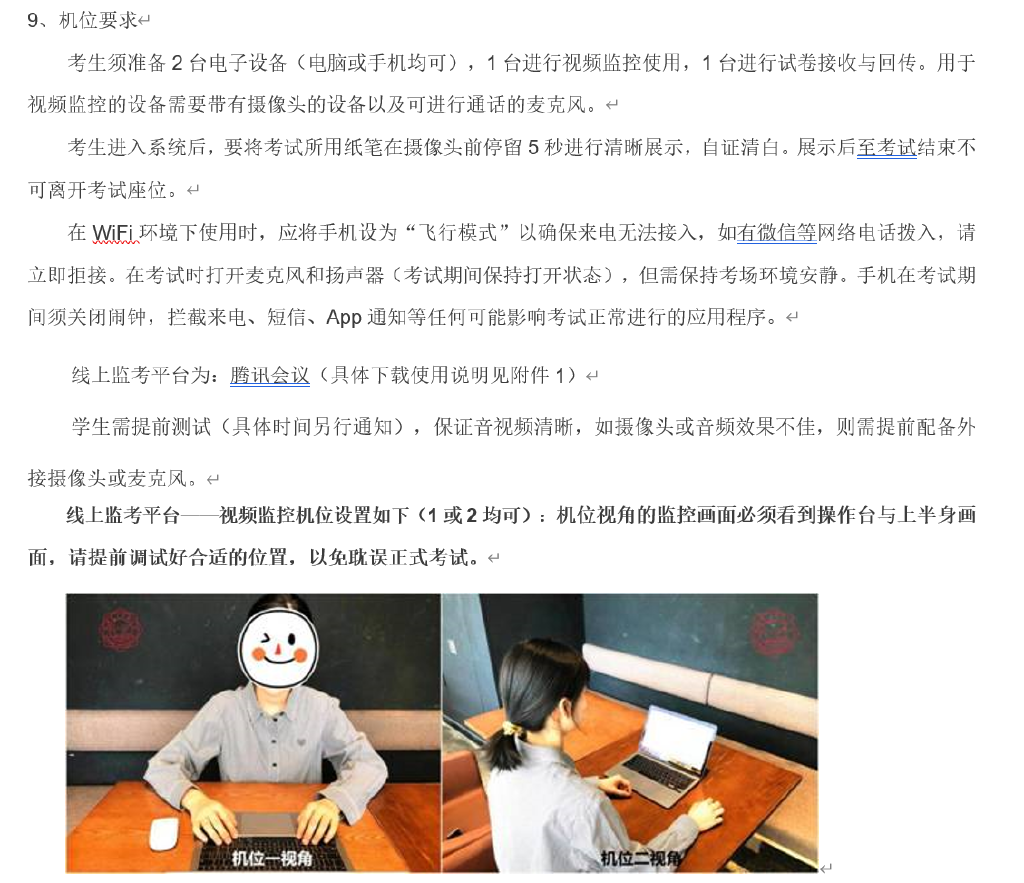 9、机位要求
考生须准备 2 台电子设备（电脑或手机均可），1 台进行视频监控使用，1 台进行试卷接收与回传。用于
视频监控的设备需要带有摄像头的设备以及可进行通话的麦克风。
考生进入系统后，要将考试所用纸笔在摄像头前停留 5 秒进行清晰展示，自证清白。展示后至考试结束不
可离开考试座位。
在 WiFi 环境下使用时，应将手机设为“飞行模式”以确保来电无法接入，如有微信等网络电话拨入，请
立即拒接。在考试时打开麦克风和扬声器（考试期间保持打开状态），但需保持考场环境安静。手机在考试期
间须关闭闹钟，拦截来电、短信、App 通知等任何可能影响考试正常进行的应用程序。
线上监考平台为：腾讯会议（具体下载使用说明见附件 1）
学生需提前测试（具体时间另行通知），保证音视频清晰，如摄像头或音频效果不佳，则需提前配备外
接摄像头或麦克风。
线上监考平台——视频监控机位设置如下（1 或 2 均可）：机位视角的监控画面必须看到操作台与上半身画
面，请提前调试好合适的位置，以免耽误正式考试。
机位一视角
机位二视角